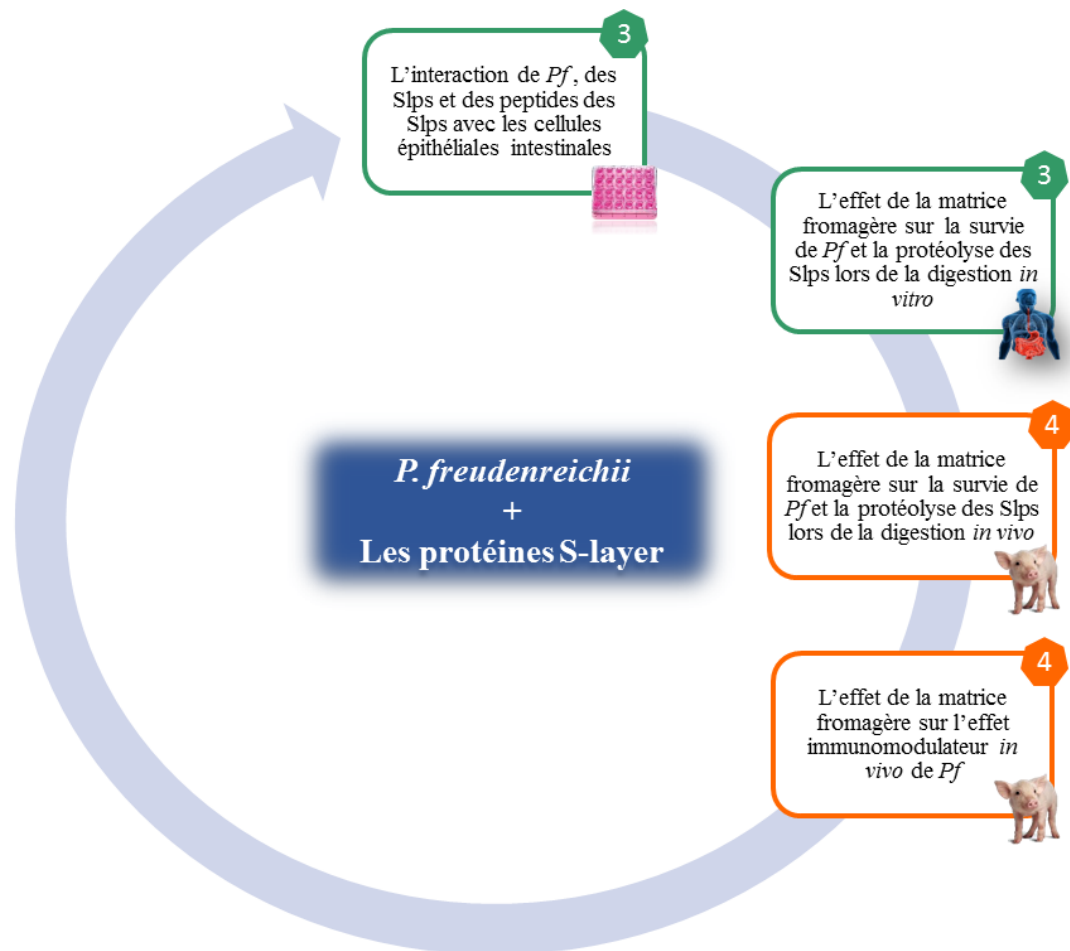 3
L'interaction de Pf , des
Slps et des peptides des
Slps avec les cellules
épithéliales intestinales
3
L'effet de la matrice
fromagère sur la survie
de Pf et la protéolyse des
Slps lors de la digestion in
vitro
4
L'effet de la matrice
fromagère sur la survie de
Pf et la protéolyse des Slps
lors de la digestion in vivo
P. freudenreichii
+
Les protéines S-layer
4
L'effet de la matrice
fromagère sur l'effet
immunomodulateur in
vivo de Pf